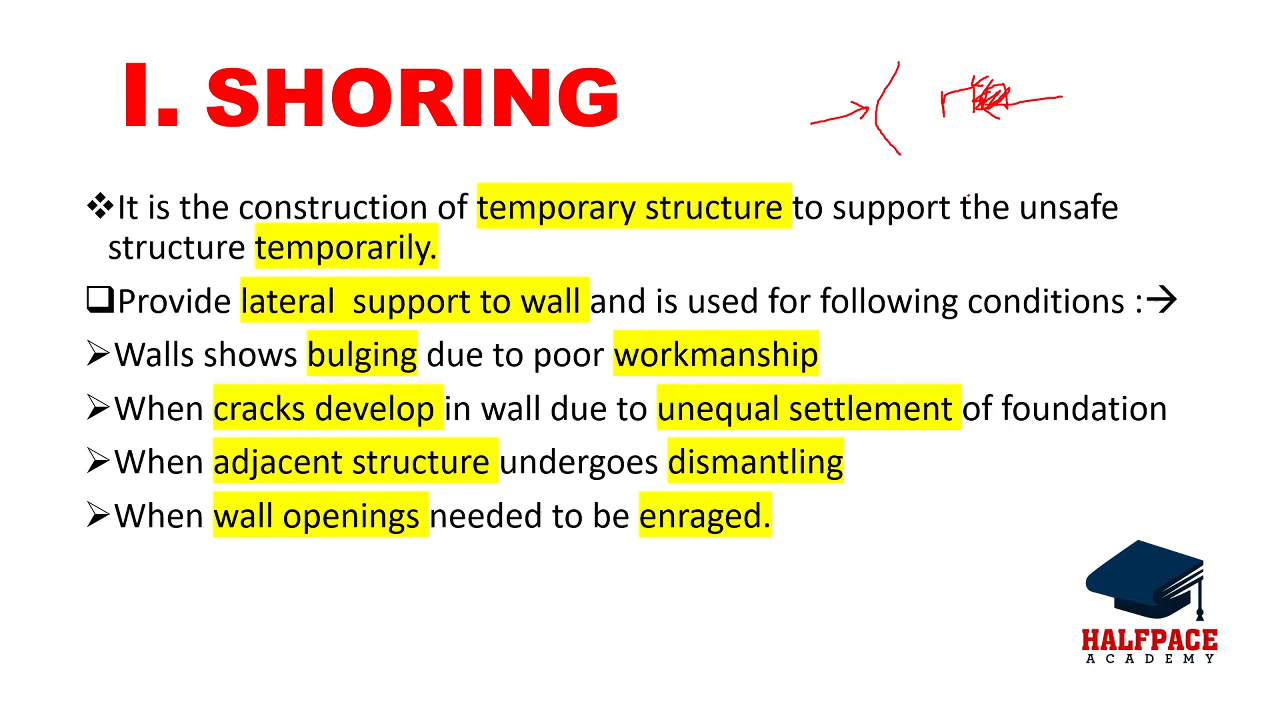 I. SHORING
❖It is the construction of temporary structure to support the unsafe
structure temporarily.
❑Provide lateral support to wall and is used for following conditions :→
➢Walls shows bulging due to poor workmanship
➢When cracks develop in wall due to unequal settlement of foundation
➢When adjacent structure undergoes dismantling
➢When wall openings needed to be enraged.
HALFPACE
ACADEMY